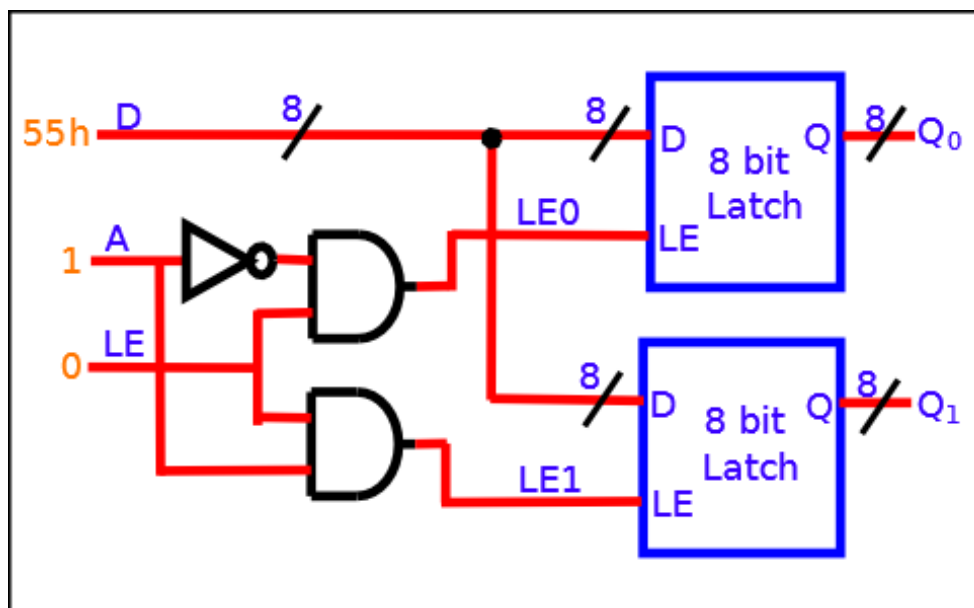 55h D 8 8 D Q 8 Q₀
8 bit
Latch
LE0 LE
1 A
0 LE
8 D Q 8 Q₁
8 bit
Latch
LE1 LE